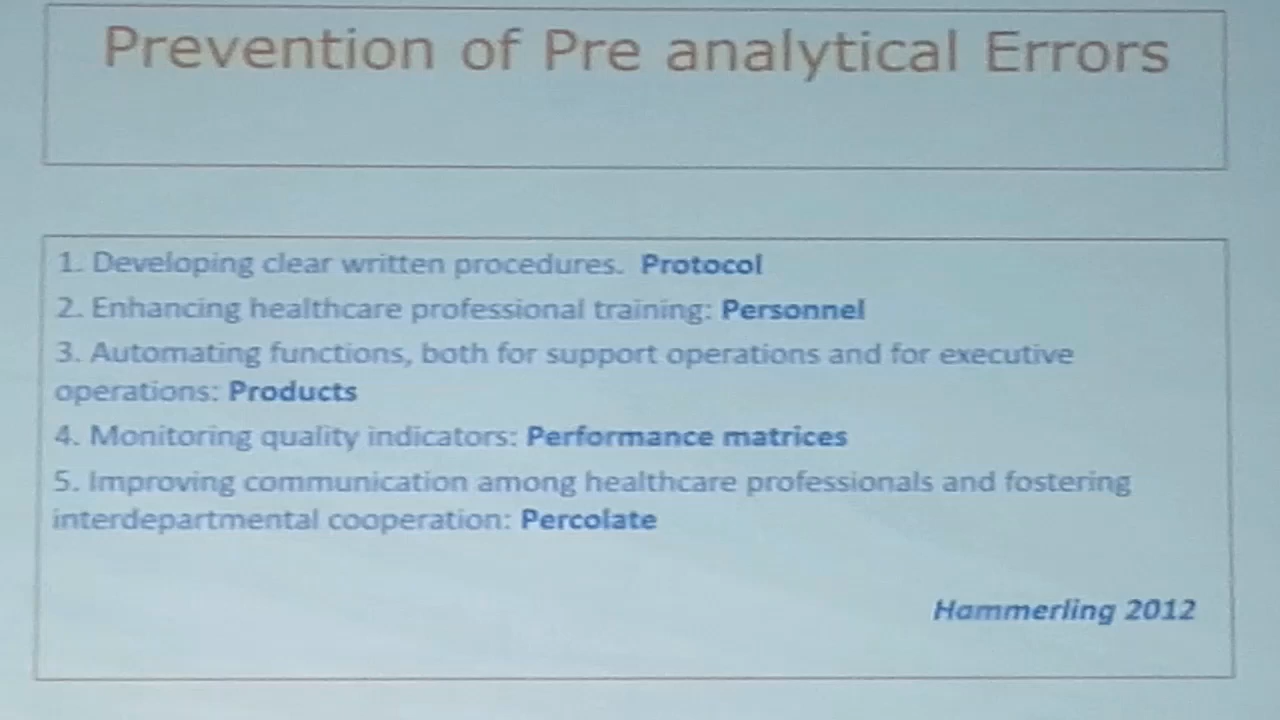 Prevention of Pre analytical Errors
1. Developing clear written procedures. Protocol
2. Enhancing healthcare professional training: Personnel
3. Automating functions, both for support operations and for executive
operations: Products
4. Monitoring quality indicators: Performance matrices
5. Improving communication among healthcare professionals and fostering
interdepartmental cooperation: Percolate
Hammerling 2012